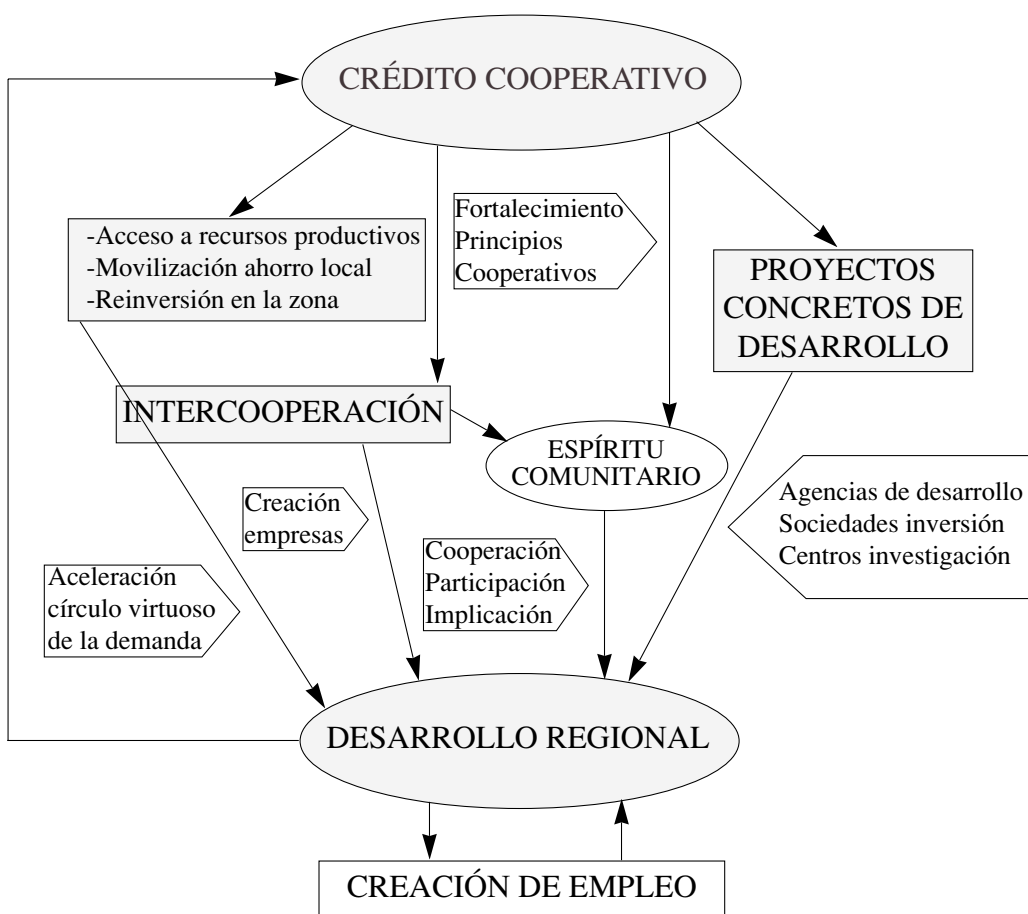 CRÉDITO COOPERATIVO
-Acceso a recursos productivos
-Movilización ahorro local
-Reinversión en la zona
Fortalecimiento
Principios
Cooperativos
PROYECTOS
CONCRETOS DE
DESARROLLO
INTERCOOPERACIÓN
ESPÍRITU
COMUNITARIO
Creación
empresas
Agencias de desarrollo
Sociedades inversión
Centros investigación
Cooperación
Participación
Implicación
Aceleración
círculo virtuoso
de la demanda
DESARROLLO REGIONAL
CREACIÓN DE EMPLEO